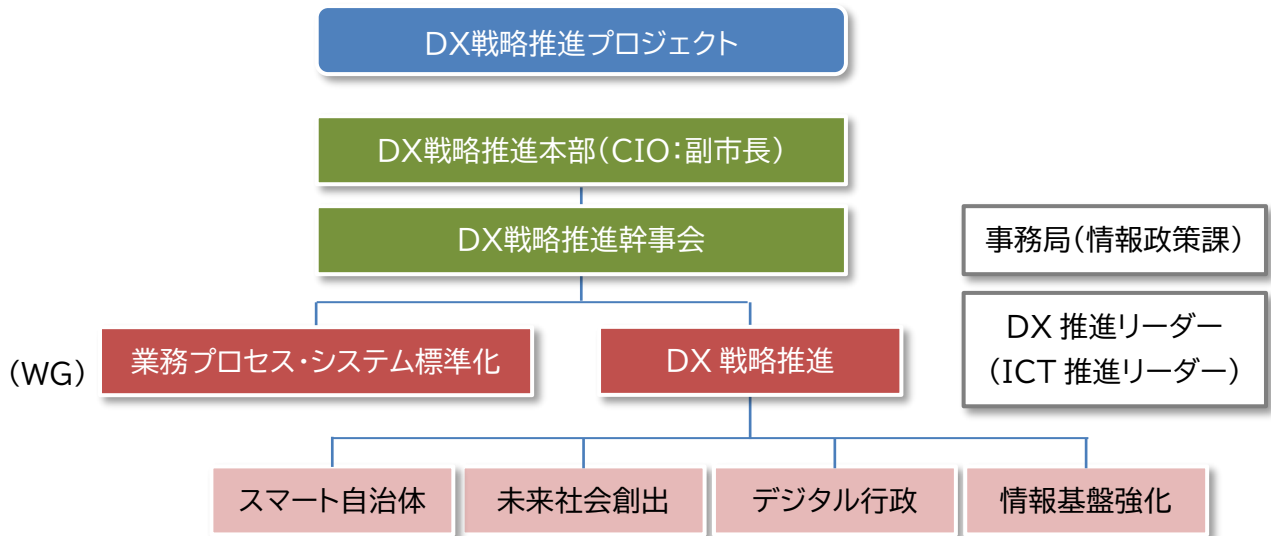 DX戦略推進プロジェクト
DX戦略推進本部(CIO:副市長)
DX戦略推進幹事会
事務局(情報政策課)
DX 推進リーダー
(ICT 推進リーダー)
(WG)
業務プロセス・システム標準化
DX 戦略推進
スマート自治体
未来社会創出
デジタル行政
情報基盤強化